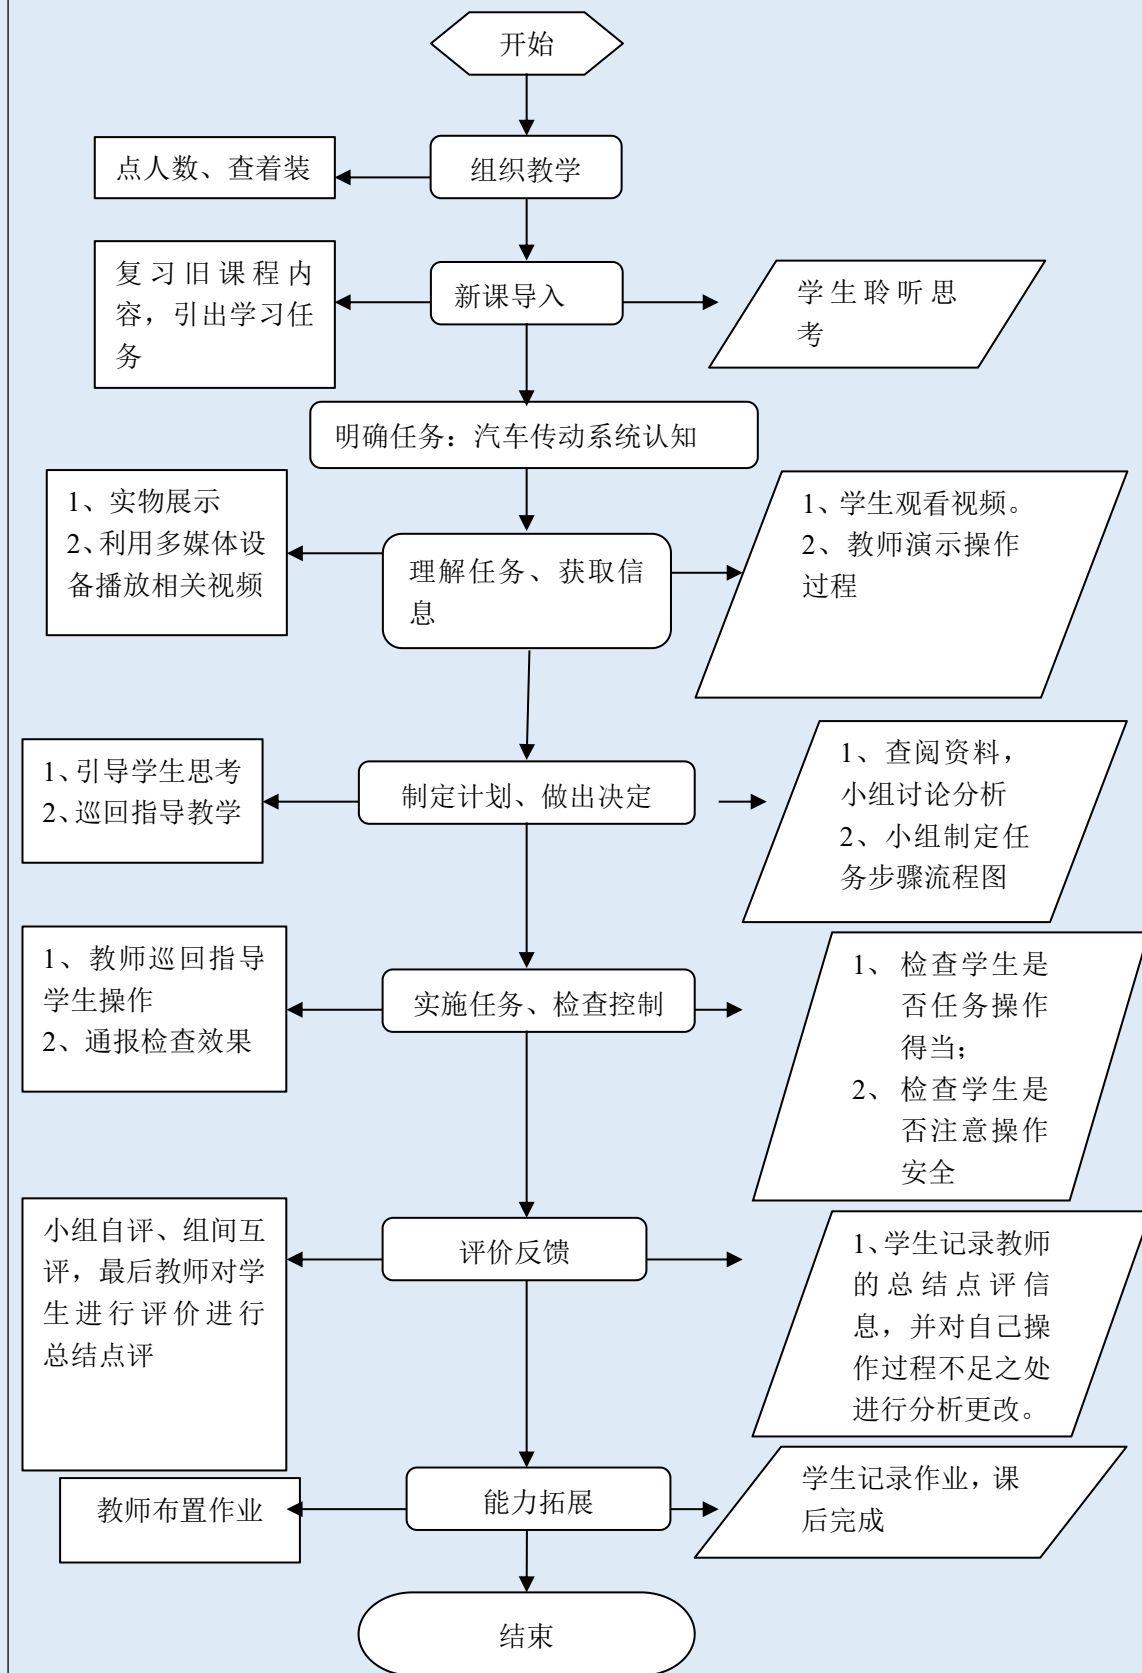 开始
点人数、查着装
组织教学
复习旧课程内
容，引出学习任
务
新课导入
学生聆听思
考
明确任务：汽车传动系统认知
1、实物展示
2、利用多媒体设
备播放相关视频
理解任务、获取信
息
1、学生观看视频。
2、教师演示操作
过程
1、引导学生思考
2、巡回指导教学
制定计划、做出决定
1、查阅资料，
小组讨论分析
2、小组制定任
务步骤流程图
1、教师巡回指导
学生操作
2、通报检查效果
实施任务、检查控制
1、检查学生是
否任务操作
得当；
2、检查学生是
否注意操作
安全
小组自评、组间互
评，最后教师对学
生进行评价进行
总结点评
评价反馈
1、学生记录教师
的总结点评信
息，并对自己操
作过程不足之处
进行分析更改。
教师布置作业
能力拓展
学生记录作业，课
后完成
结束